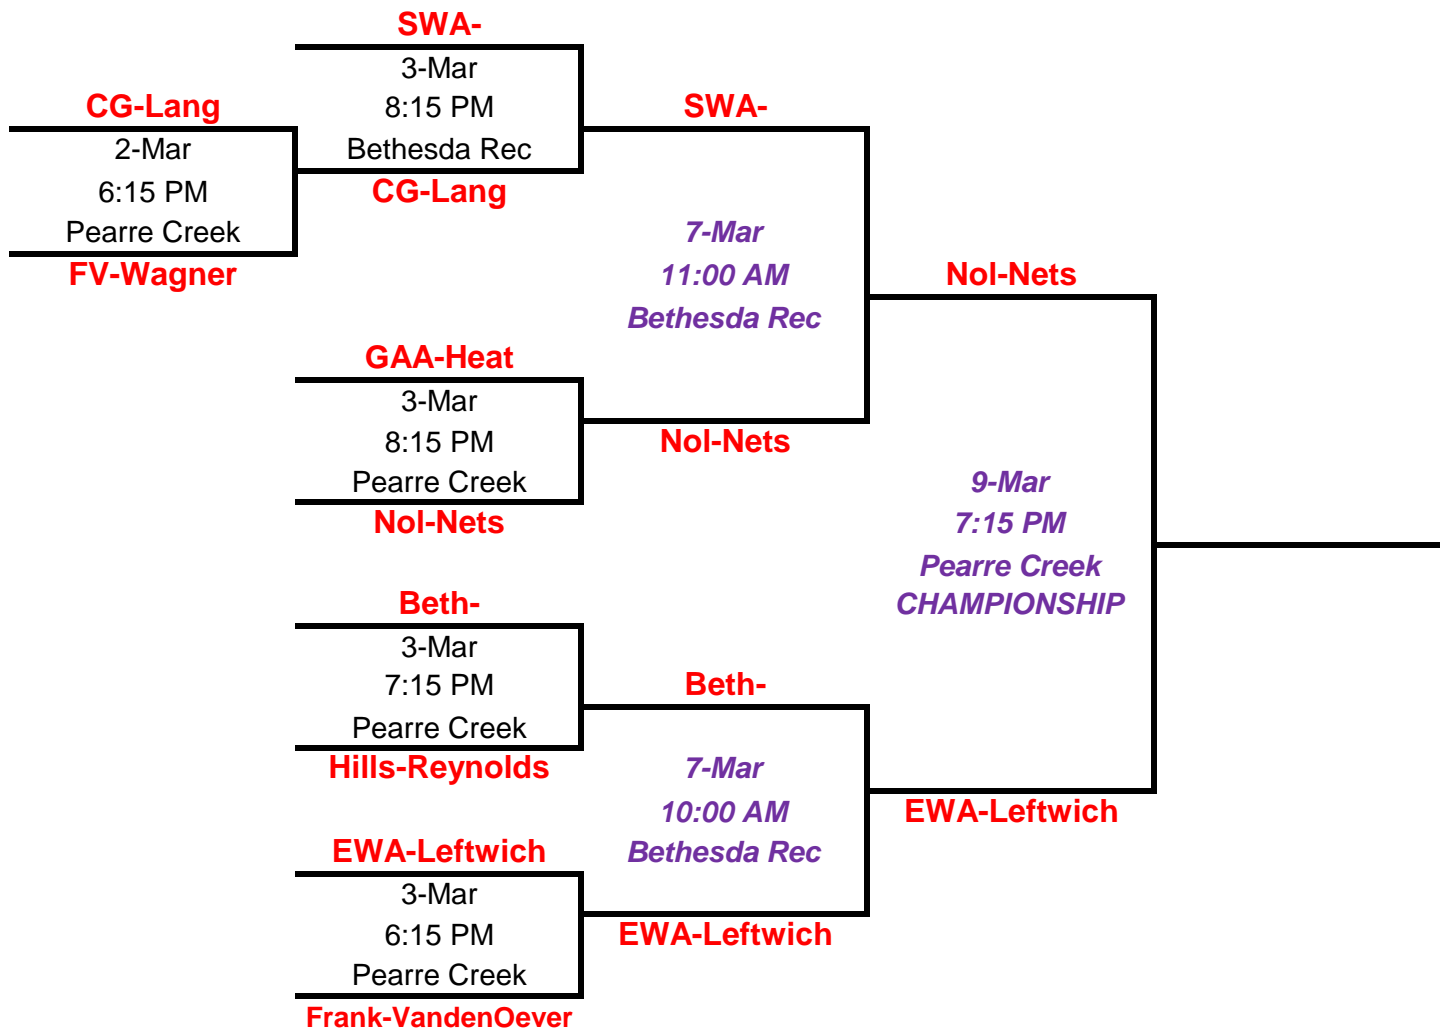 SWA-
3-Mar
8:15 PM
Bethesda Rec
CG-Lang
CG-Lang
2-Mar
6:15 PM
Pearre Creek
FV-Wagner
SWA-
7-Mar
11:00 AM
Bethesda Rec
Nol-Nets
GAA-Heat
3-Mar
8:15 PM
Pearre Creek
Nol-Nets
Nol-Nets
9-Mar
7:15 PM
Pearre Creek
CHAMPIONSHIP
Beth-
3-Mar
7:15 PM
Pearre Creek
Hills-Reynolds
Beth-
7-Mar
10:00 AM
Bethesda Rec
EWA-Leftwich
EWA-Leftwich
3-Mar
6:15 PM
Pearre Creek
Frank-VandenOever
EWA-Leftwich